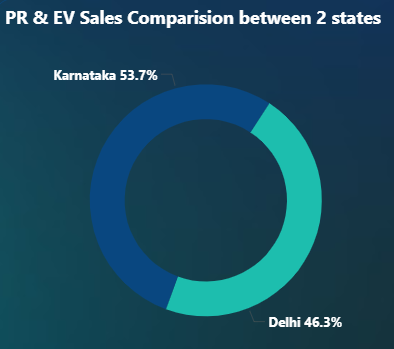 PR & EV Sales Comparision between 2 states
Karnataka 53.7%
Delhi 46.3%